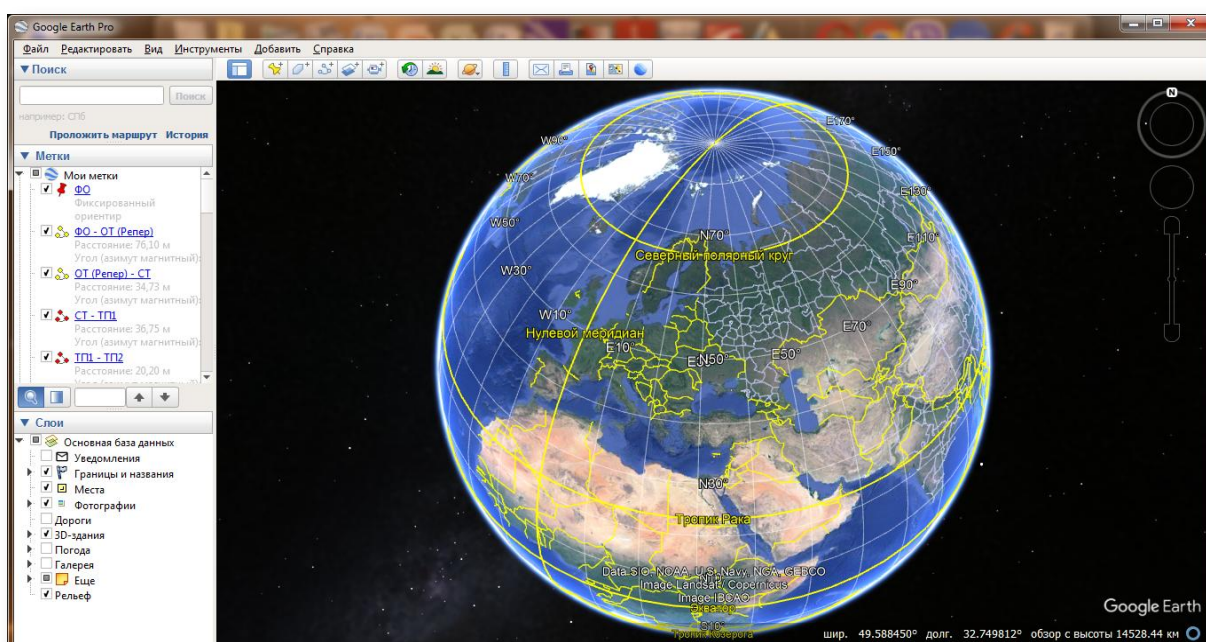 Google Earth Pro
Файл Редактировать Вид Инструменты Добавить Справка
Поиск
Поиск
например: СПб
Проложить маршрут История
Метки
Мои метки
ФО
Фиксированный
ориентир
ФО - ОТ (Репер)
Расстояние: 76,10 м
Угол (азимут магнитный):
ОТ (Репер) - СТ
Расстояние: 34,73 м
Угол (азимут магнитный):
СТ - ТП1
Расстояние: 36,75 м
Угол (азимут магнитный):
ТП1 - ТП2
Расстояние: 20,20 м
Слои
Основная база данных
Уведомления
Границы и названия
Места
Фотографии
Дороги
3D-здания
Погода
Галерея
Еще
Рельеф
N
W90°
E170°
E150°
W70°
E130°
W50°
N70°
E110°
Северный полярный круг
W30°
E90°
W10°
E70°
Нулевой меридиан
E10°
N50°
E50°
N30°
Тропик Рака
Data SIO, NOAA, U.S. Navy, NGA, GEBCO
Image Landsat / Copernicus
Image IBCAO
Экватор
S10°
Тропик Козерога
Google Earth
шир. 49.588450° долг. 32.749812° обзор с высоты 14528.44 км